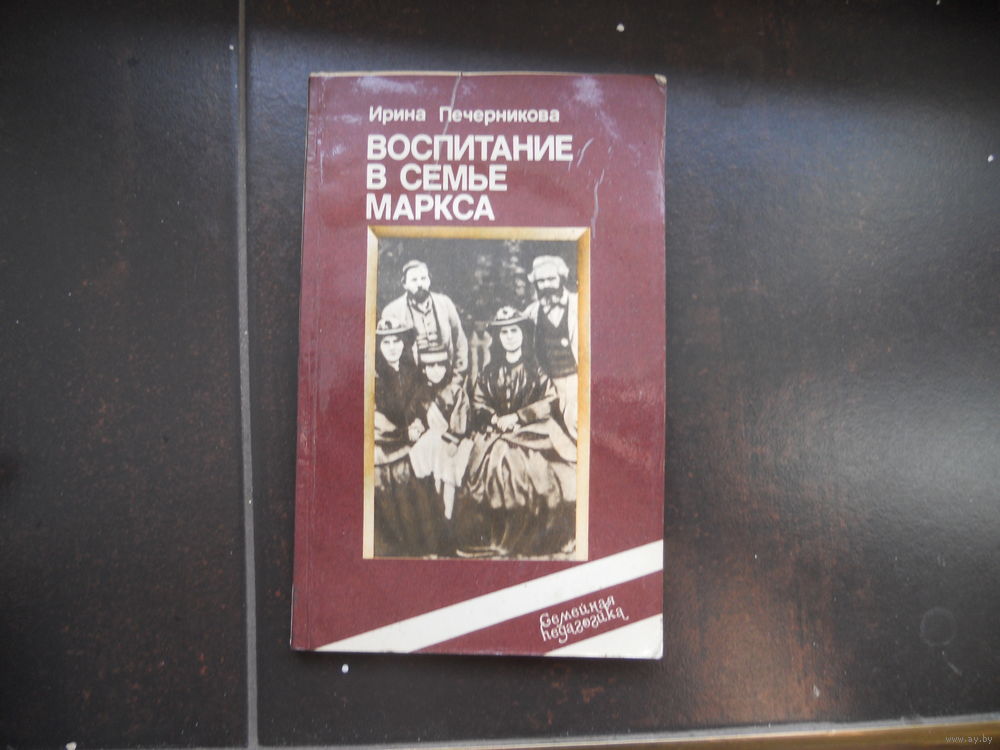 Ирина Печерникова
ВОСПИТАНИЕ
В СЕМЬЕ
МАРКСА
Семейная
педагогика
www.ay.by